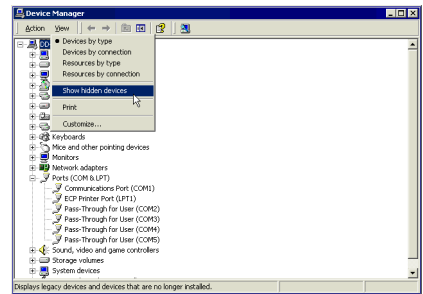 Device Manager
Action View
Devices by type
Devices by connection
Resources by type
Resources by connection
Show hidden devices
Print
Customize...
Keyboards
Mice and other pointing devices
Monitors
Network adapters
Ports (COM & LPT)
Communications Port (COM1)
ECP Printer Port (LPT1)
Pass-Through for User (COM2)
Pass-Through for User (COM3)
Pass-Through for User (COM4)
Pass-Through for User (COM5)
Sound, video and game controllers
Storage volumes
System devices
Displays legacy devices and devices that are no longer installed.